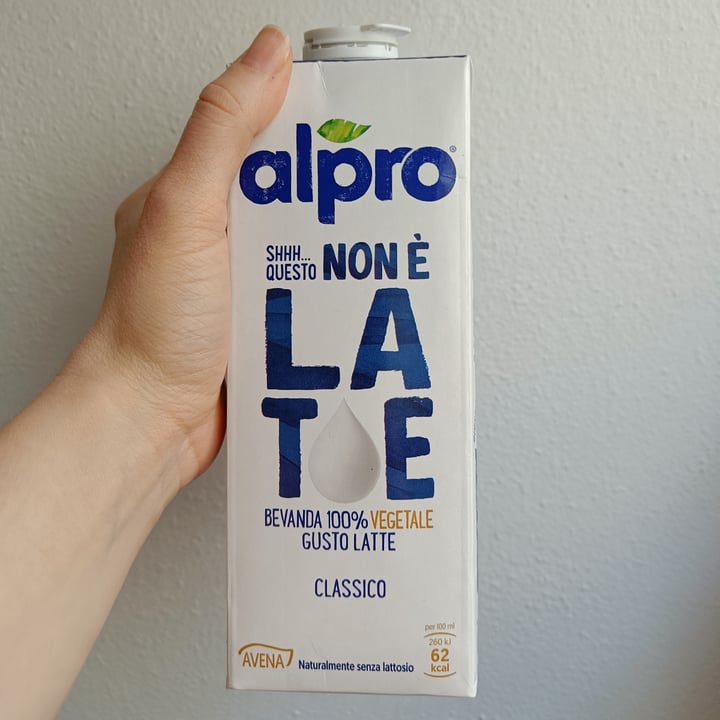 alpro®
SHHH...
QUESTO NON È
LA
TE
BEVANDA 100% VEGETALE
GUSTO LATTE
CLASSICO
AVENA
Naturalmente senza lattosio
per 100 ml
260 kJ
62
kcal